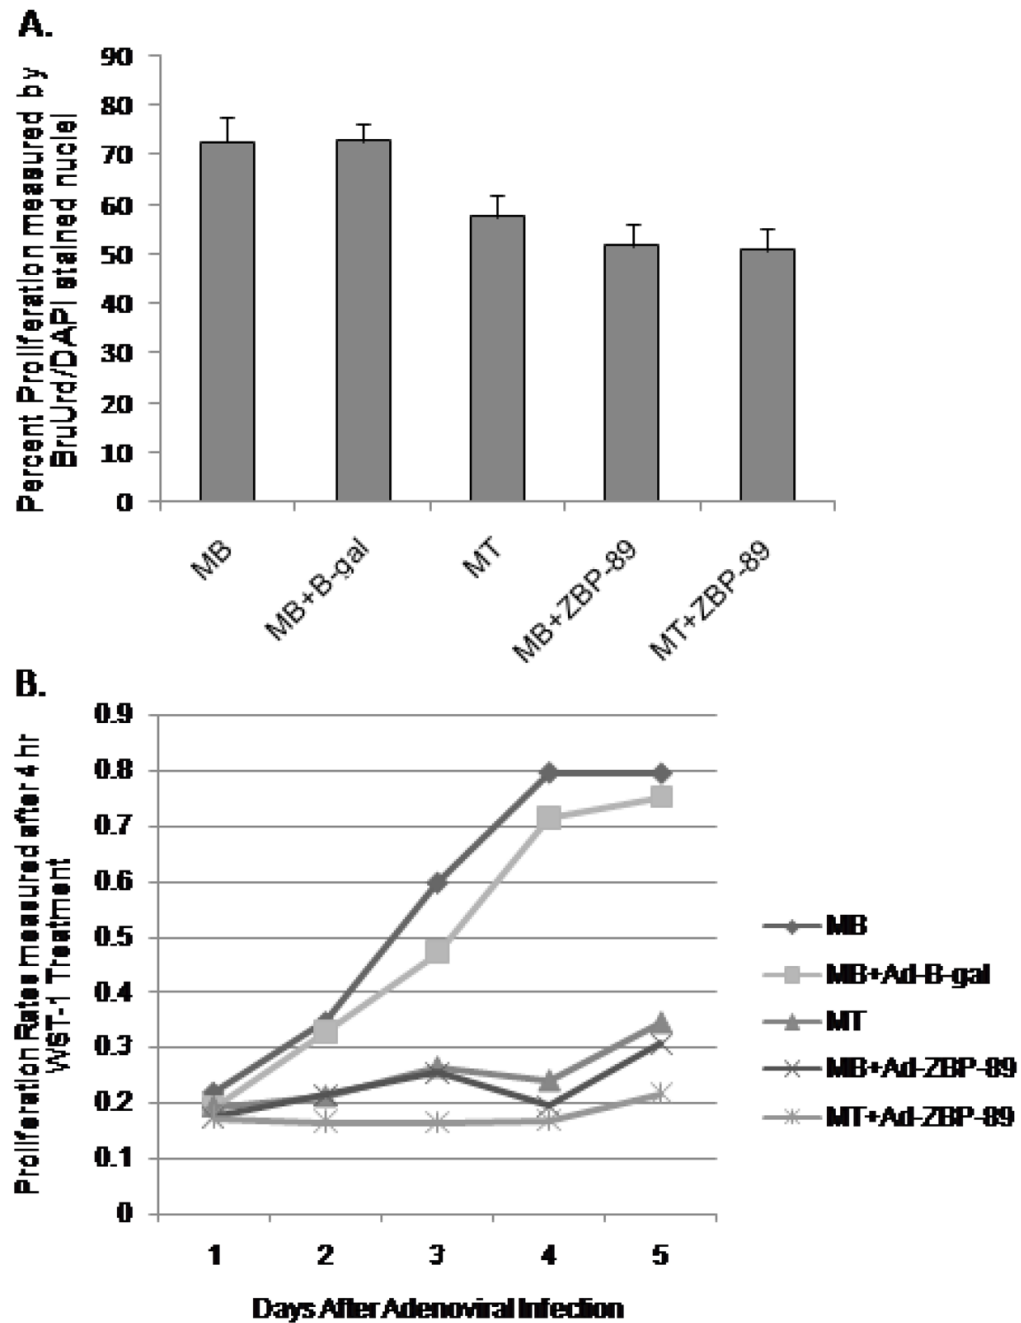 A.
Percent Proliferation measured by
BruUrd/DAPI stained nuclei
90
80
70
60
50
40
30
20
10
0
MB
MB+B-gal
MT
MB+ZBP-89
MT+ZBP-89
B.
Proliferation Rates measured after 4 hr
WST-1 Treatment
0.9
0.8
0.7
0.6
0.5
0.4
0.3
0.2
0.1
0
1
2
3
4
5
Days After Adenoviral Infection
MB
MB+Ad-B-gal
MT
MB+Ad-ZBP-89
MT+Ad-ZBP-89